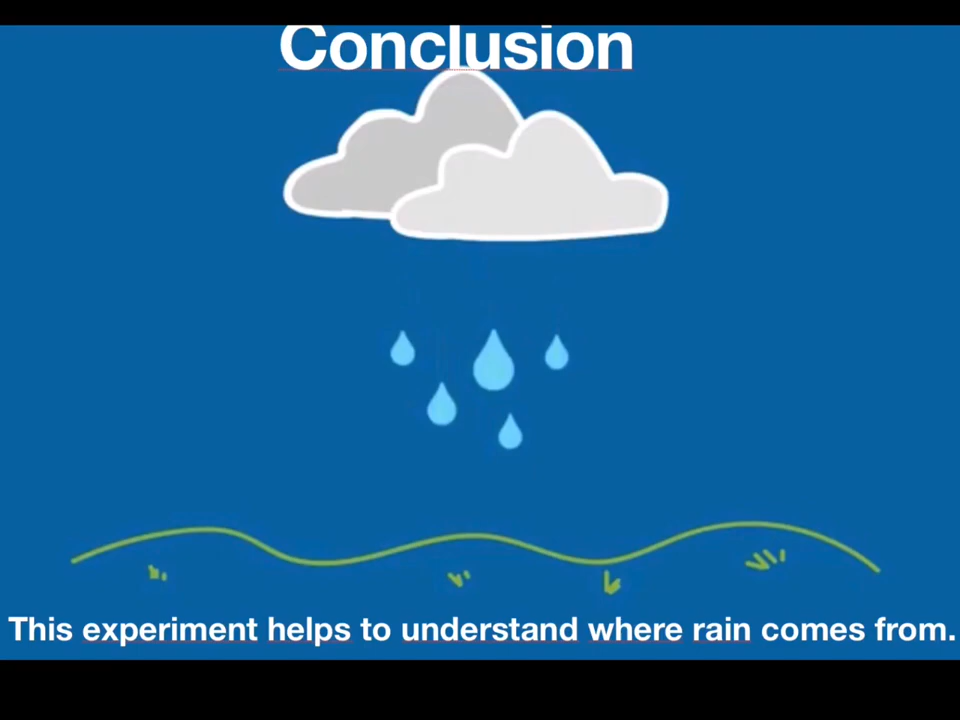 Conclusion
This experiment helps to understand where rain comes from.